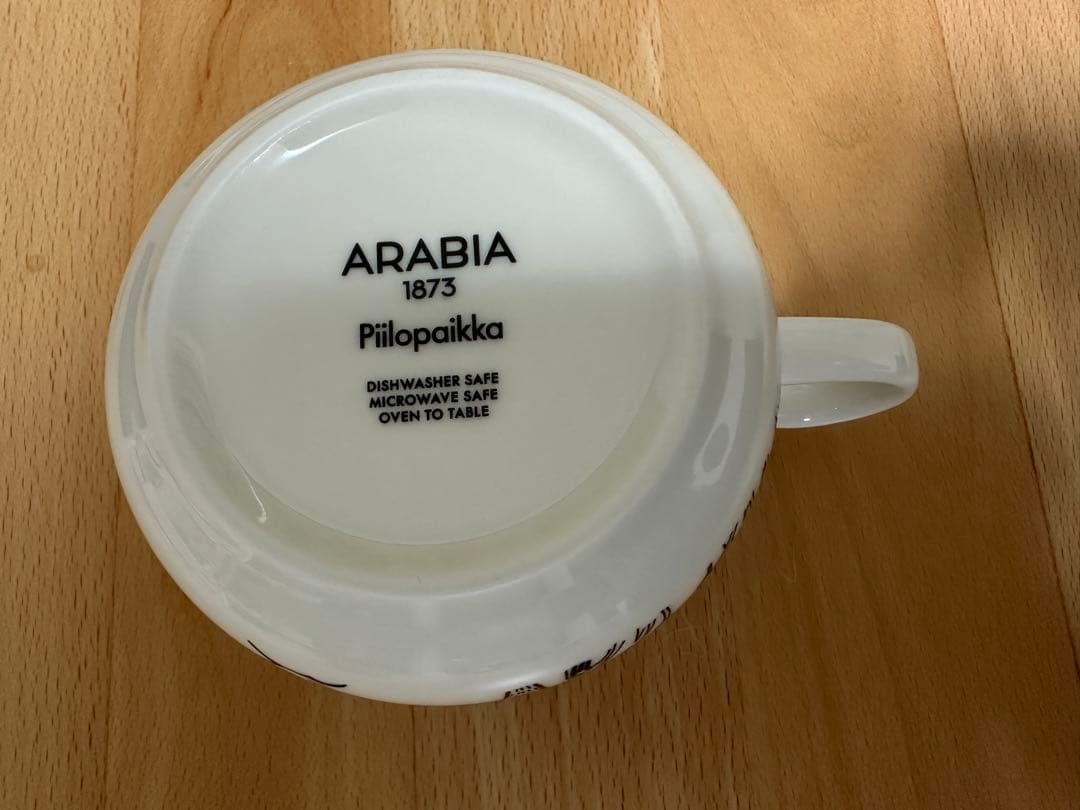 ARABIA
1873
Piilopaikka
DISHWASHER SAFE
MICROWAVE SAFE
OVEN TO TABLE